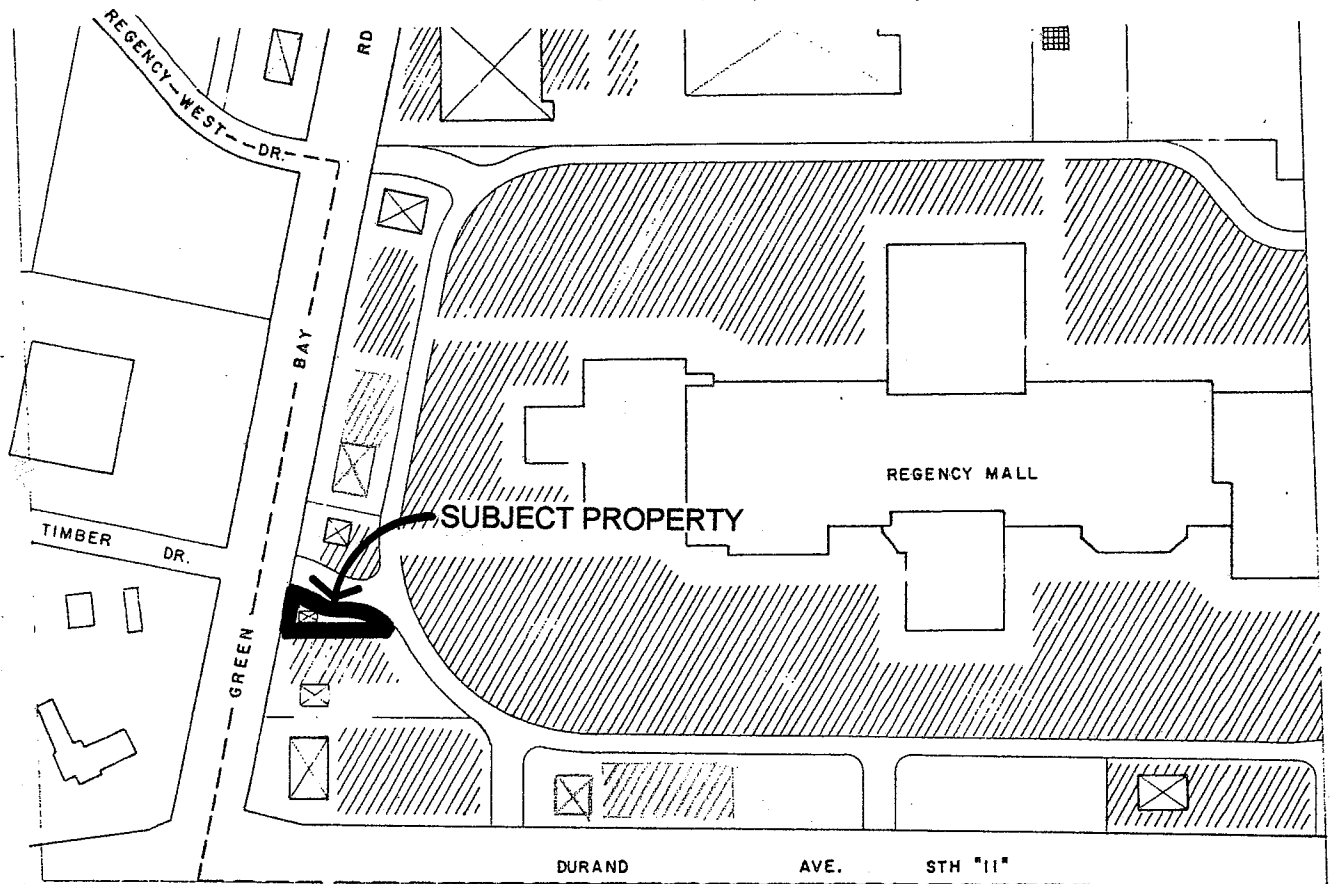 REGENCY WEST DR.
RD
BAY
REGENCY MALL
SUBJECT PROPERTY
TIMBER DR.
GREEN
DURAND AVE. STH "11"